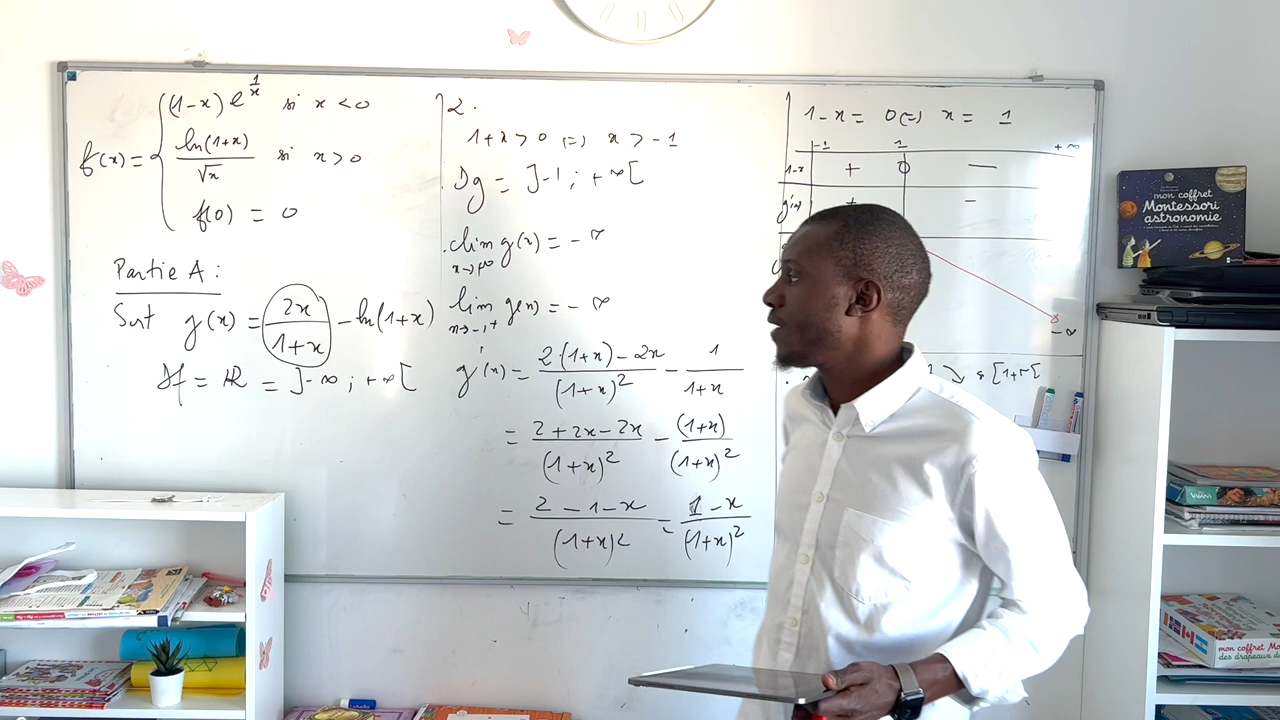 f(x) = { (1-x) e^{1/x} si x < 0
ln(1+x)/√x si x > 0
f(0) = 0
Partie A :
Soit g(x) = 2x/(1+x) - ln(1+x)
Df = ℝ = ]-∞ ; +∞[
2.
1+x > 0 (=) x > -1
Dg = ]-1 ; +∞[
lim g(x) = -∞
x→+∞
lim g(x) = -∞
x→-1⁺
g'(x) = (2(1+x) - 2x)/(1+x)² - 1/(1+x)
= (2+2x-2x)/(1+x)² - (1+x)/(1+x)²
= (2-1-x)/(1+x)² = (1-x)/(1+x)²
1-x = 0 (=) x = 1
-1 1 +∞
1-x + 0 -
g'(x) + -
-∞
↘ s [1,+∞[
mon coffret
Montessori
astronomie
VAIANA
mon coffret Mo
des drapeaux d